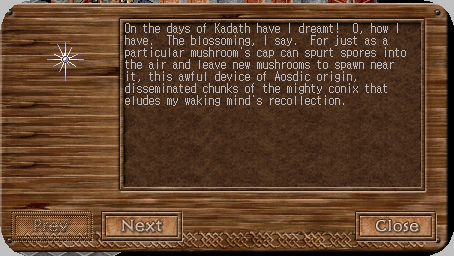 On the days of Kadath have I dreamt!  O, how I
have.  The blossoming, I say.  For just as a
particular mushroom's cap can spurt spores into
the air and leave new mushrooms to spawn near
it, this awful device of Aosdic origin,
disseminated chunks of the mighty conix that
eludes my waking mind's recollection.
Prev
Next
Close